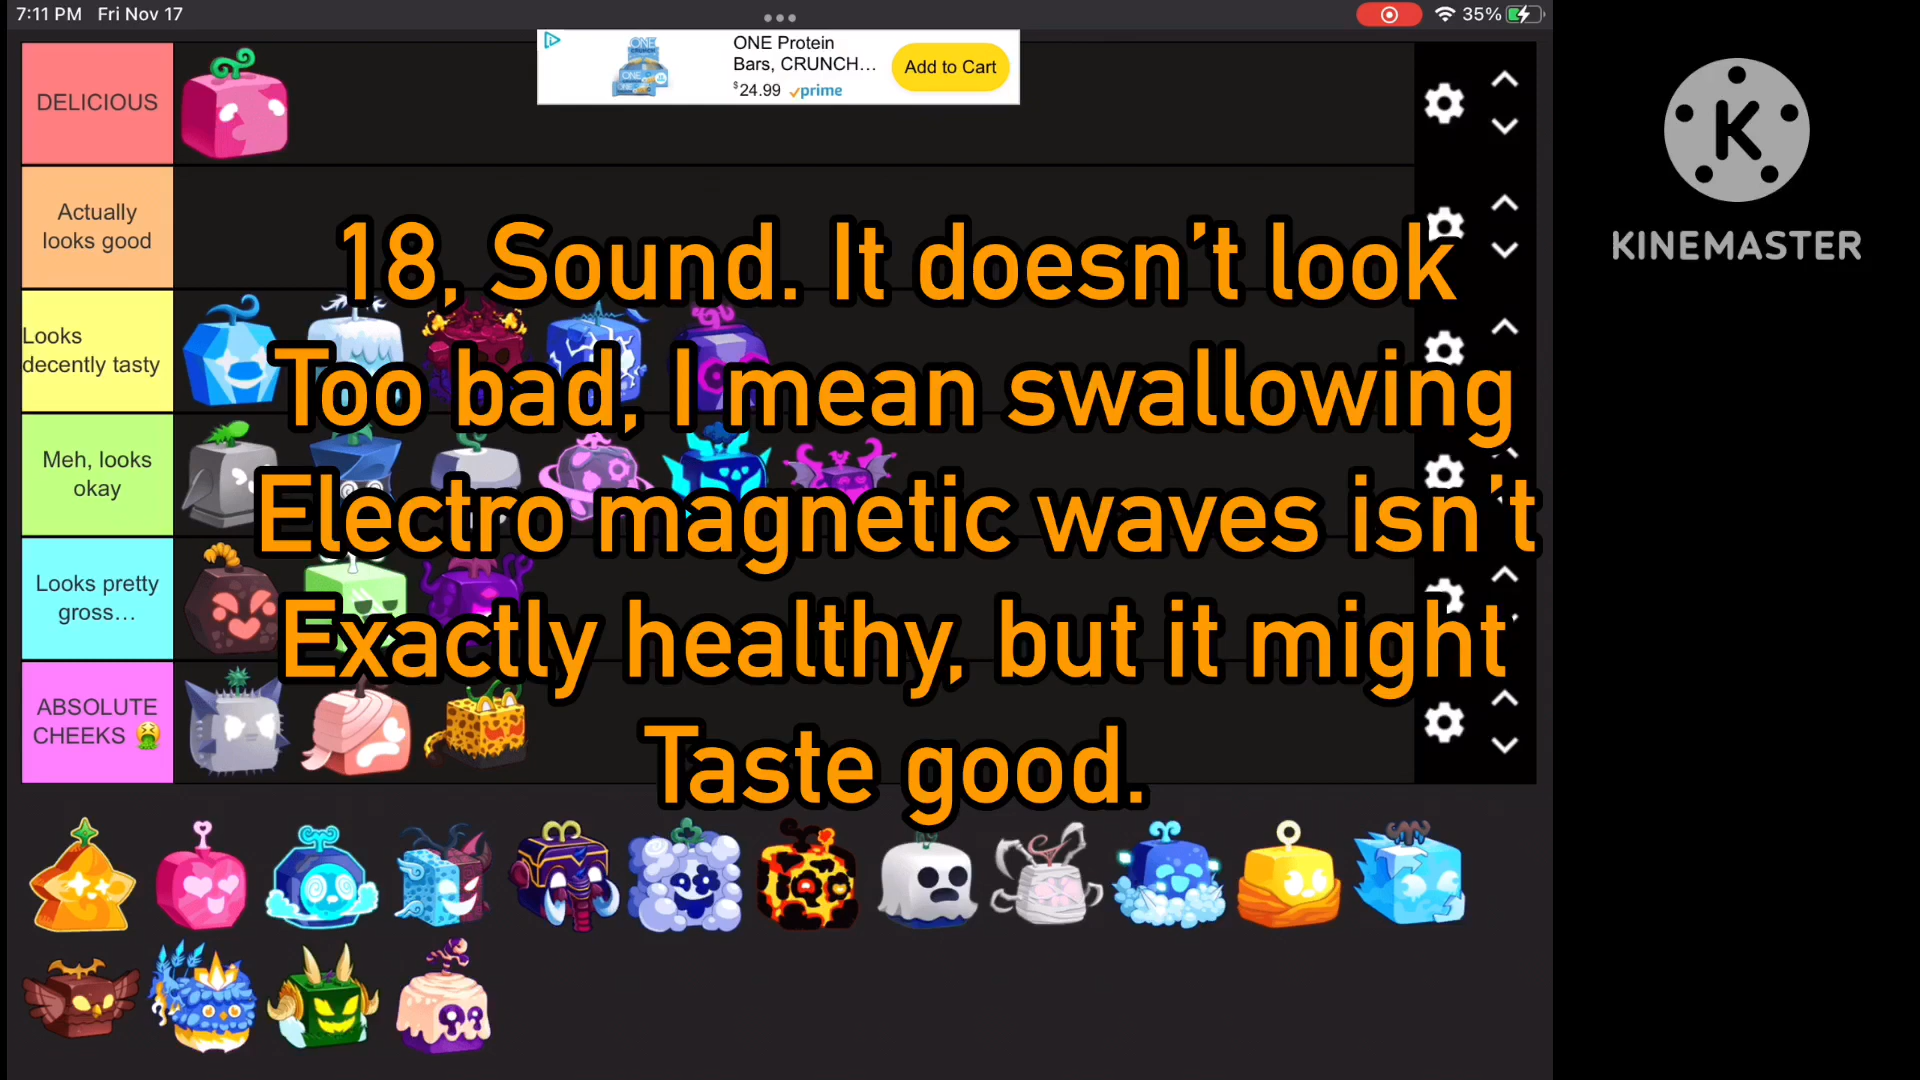 7:11 PM Fri Nov 17
35%
DELICIOUS
ONE Protein
Bars, CRUNCH...
$24.99 prime
Add to Cart
Actually
looks good
Looks
decently tasty
Meh, looks
okay
Looks pretty
gross...
ABSOLUTE
CHEEKS 🤮
18, Sound. It doesn’t look
Too bad, I mean swallowing
Electro magnetic waves isn’t
Exactly healthy, but it might
Taste good.
K
KINEMASTER